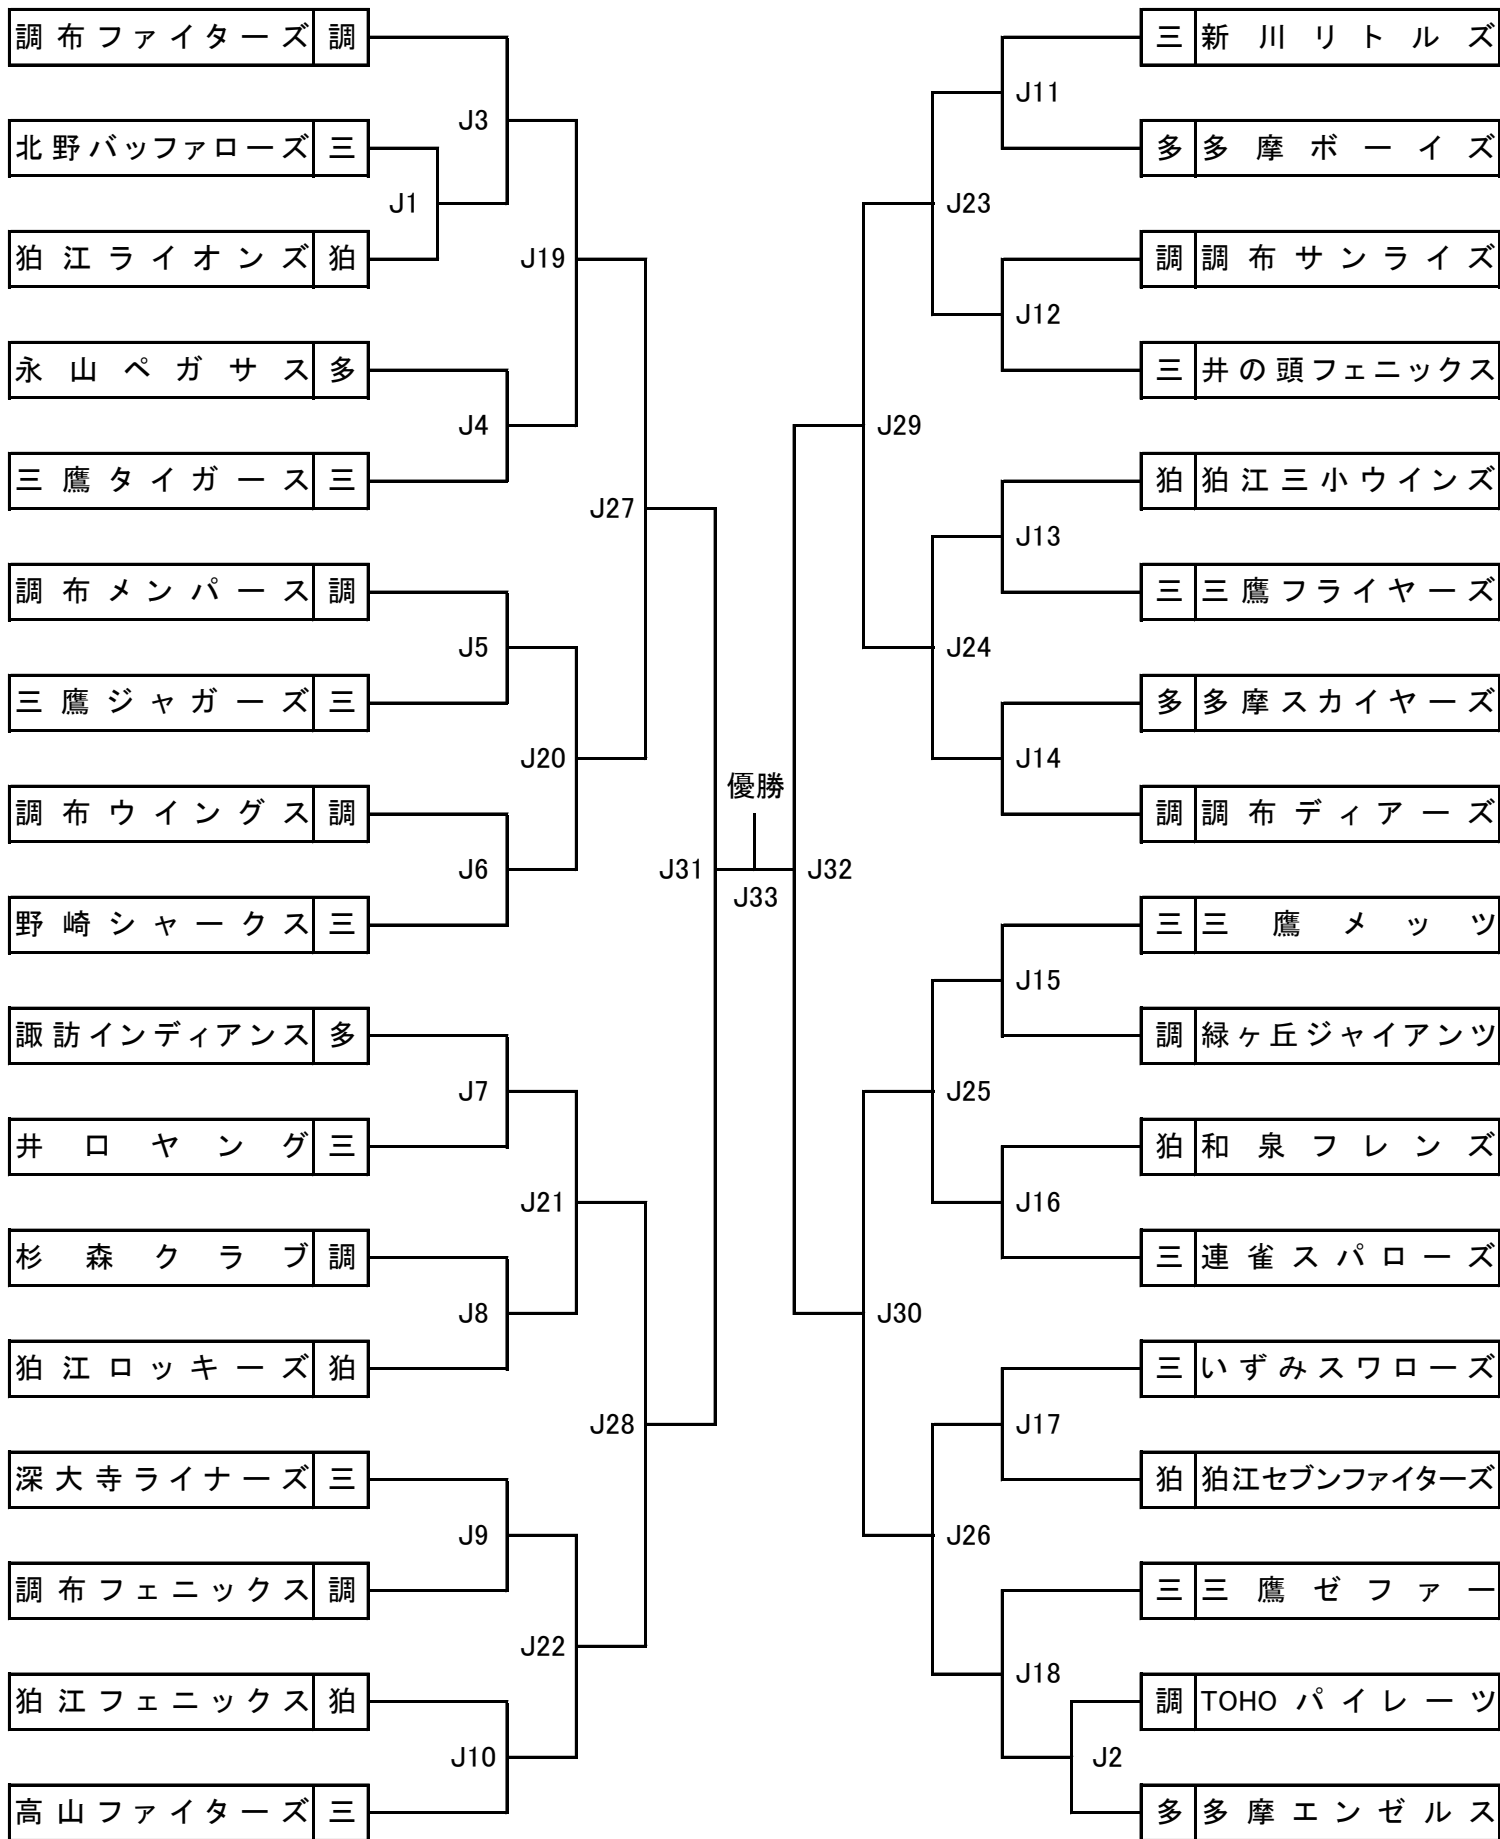 調布ファイターズ 調
J3
北野バッファローズ 三
J1
狛江ライオンズ 狛
J19
永山ペガサス 多
J4
三鷹タイガース 三
J27
調布メンパース 調
J5
三鷹ジャガーズ 三
J20
調布ウイングス 調
J6
野崎シャークス 三
J31
諏訪インディアンス 多
J7
井口ヤング 三
J21
杉森クラブ 調
J8
狛江ロッキーズ 狛
J28
深大寺ライナーズ 三
J9
調布フェニックス 調
J22
狛江フェニックス 狛
J10
高山ファイターズ 三
優勝
J33
三 新川リトルズ
J11
多 多摩ボーイズ
J23
調 調布サンライズ
J12
三 井の頭フェニックス
J29
狛 狛江三小ウインズ
J13
三 三鷹フライヤーズ
J24
多 多摩スカイヤーズ
J14
調 調布ディアーズ
J32
三 三鷹メッツ
J15
調 緑ヶ丘ジャイアンツ
J25
狛 和泉フレンズ
J16
三 連雀スパローズ
J30
三 いずみスワローズ
J17
狛 狛江セブンファイターズ
J26
三 三鷹ゼファー
J18
調 TOHOパイレーツ
J2
多 多摩エンゼルス